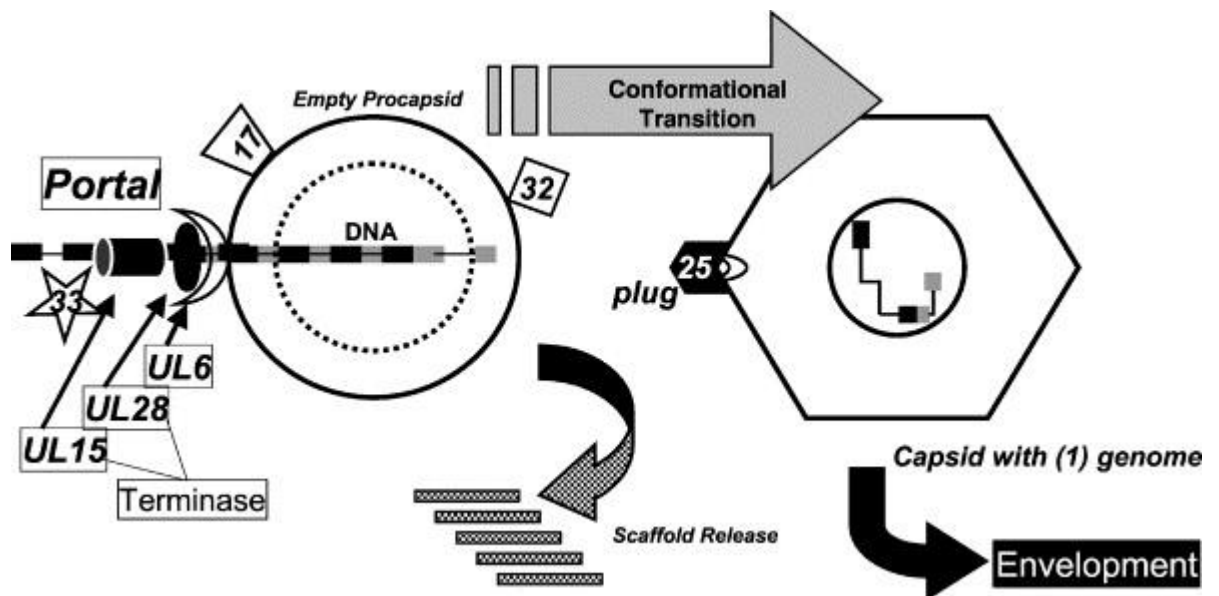 Empty Procapsid
Conformational
Transition
17
32
Portal
DNA
33
25
plug
UL6
UL28
UL15
Terminase
Capsid with (1) genome
Scaffold Release
Envelopment